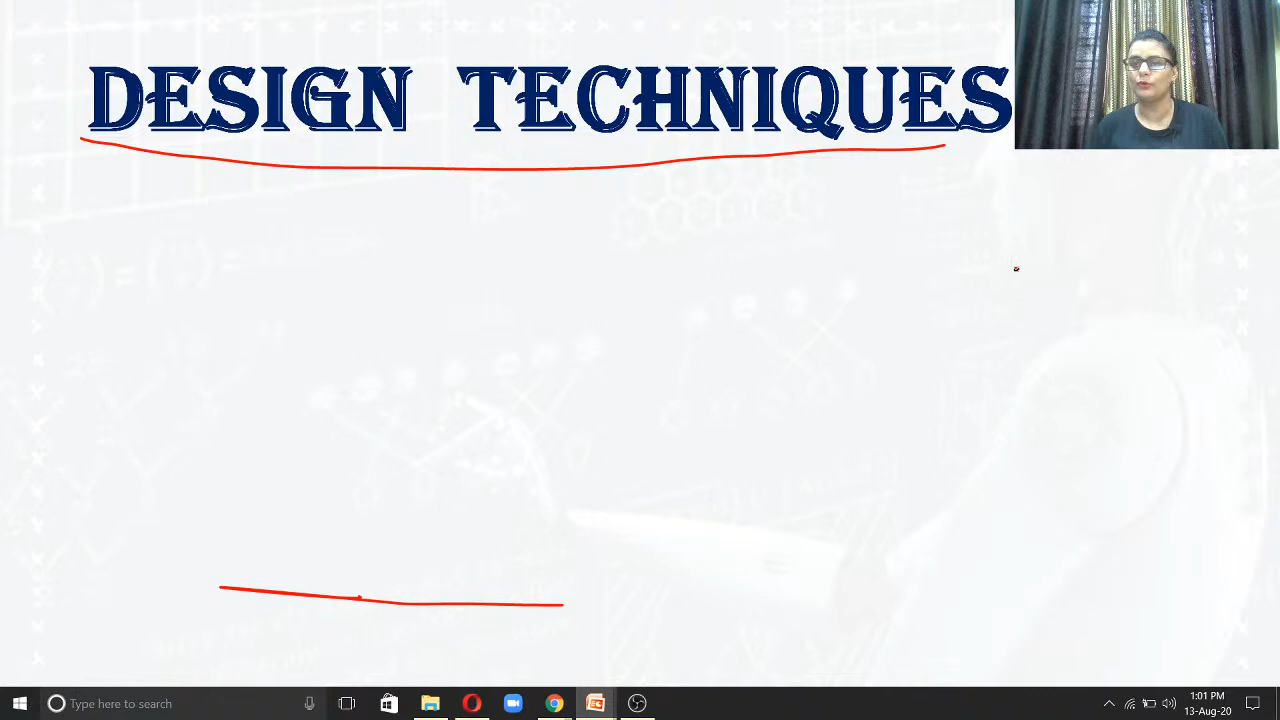 DESIGN TECHNIQUES
Type here to search
1:01 PM
13-Aug-20